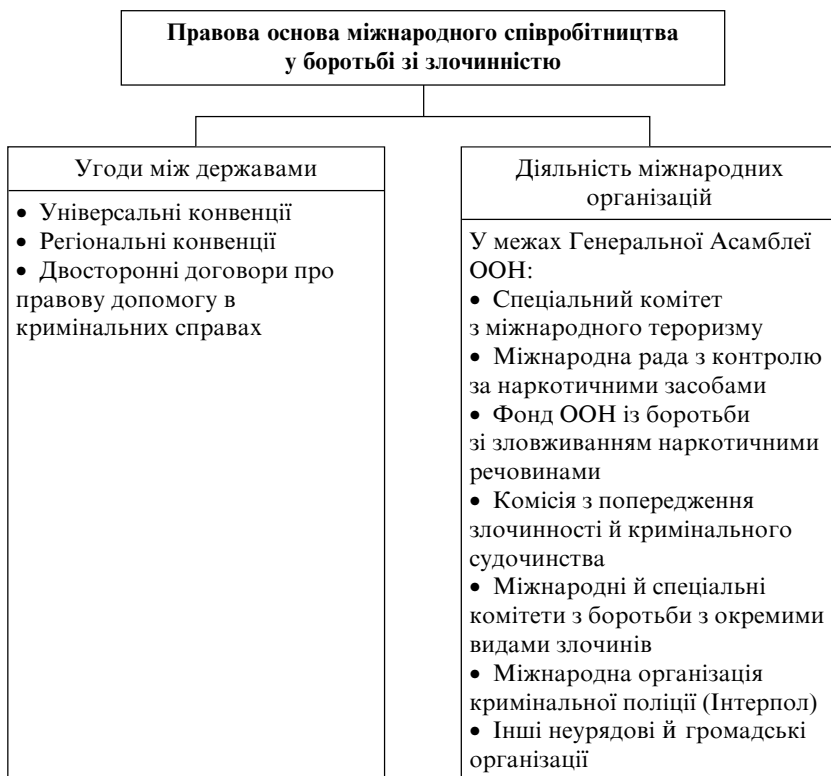 Правова основа міжнародного співробітництва
у боротьбі зі злочинністю
Угоди між державами
• Універсальні конвенції
• Регіональні конвенції
• Двосторонні договори про
правову допомогу в
кримінальних справах
Діяльність міжнародних
організацій
У межах Генеральної Асамблеї
ООН:
• Спеціальний комітет
з міжнародного тероризму
• Міжнародна рада з контролю
за наркотичними засобами
• Фонд ООН із боротьби
зі зловживанням наркотичними
речовинами
• Комісія з попередження
злочинності й кримінального
судочинства
• Міжнародні й спеціальні
комітети з боротьби з окремими
видами злочинів
• Міжнародна організація
кримінальної поліції (Інтерпол)
• Інші неурядові й громадські
організації